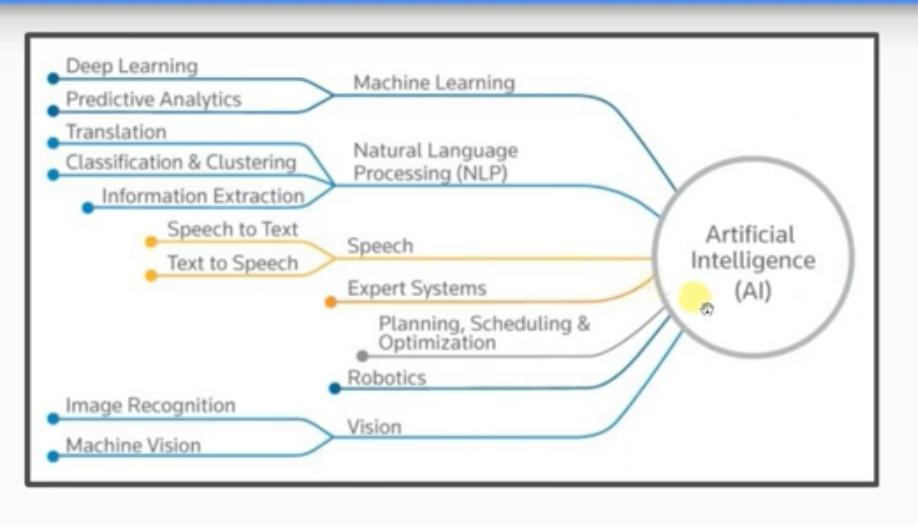 Deep Learning
Machine Learning
Predictive Analytics
Translation
Natural Language
Processing (NLP)
Classification & Clustering
Information Extraction
Speech to Text
Speech
Text to Speech
Expert Systems
Planning, Scheduling &
Optimization
Robotics
Image Recognition
Vision
Machine Vision
Artificial
Intelligence
(AI)